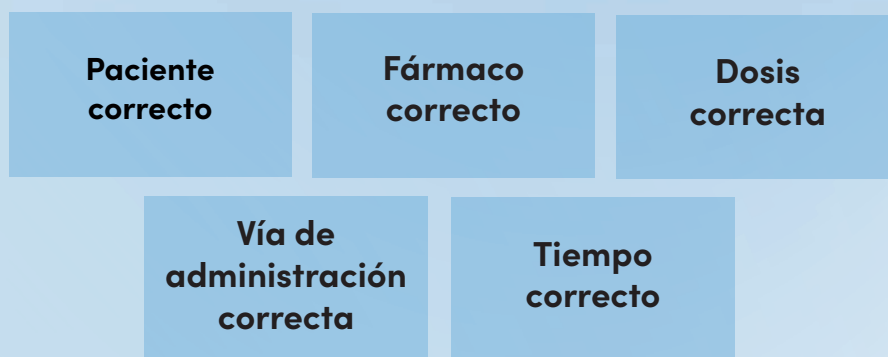 Paciente
correcto
Fármaco
correcto
Dosis
correcta
Vía de
administración
correcta
Tiempo
correcto